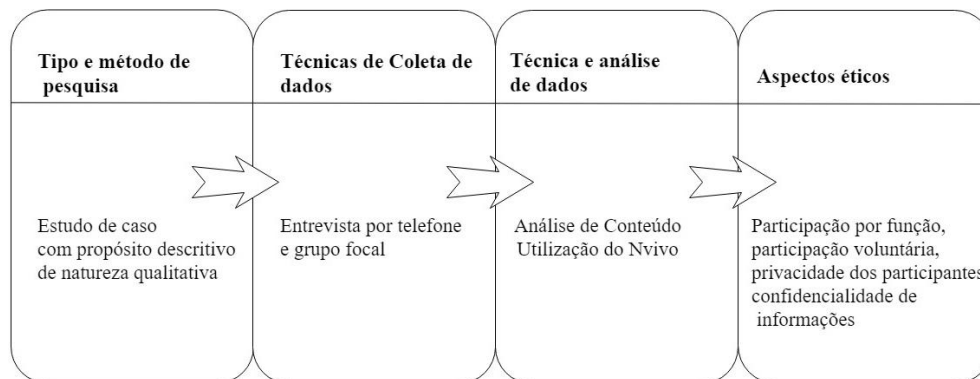 Tipo e método de
pesquisa
Técnicas de Coleta de
dados
Técnica e análise
de dados
Aspectos éticos
Estudo de caso
com propósito descritivo
de natureza qualitativa
Entrevista por telefone
e grupo focal
Análise de Conteúdo
Utilização do Nvivo
Participação por função,
participação voluntária,
privacidade dos participantes
confidencialidade de
informações